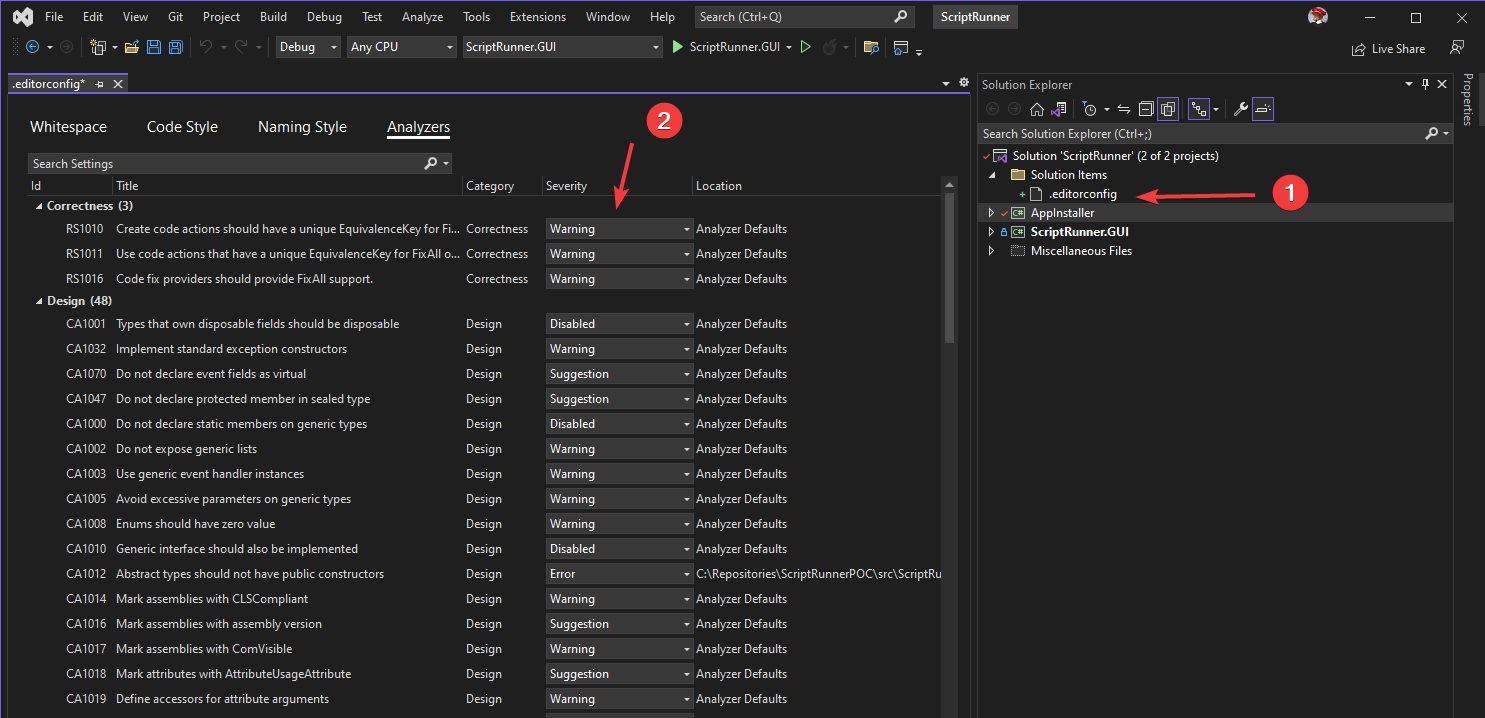 File Edit View Git Project Build Debug Test Analyze Tools Extensions Window Help Search (Ctrl+Q) ScriptRunner
Debug Any CPU ScriptRunner.GUI ScriptRunner.GUI Live Share
.editorconfig*
Whitespace Code Style Naming Style Analyzers
2
Search Settings
Id Title Category Severity Location
Correctness (3)
RS1010 Create code actions should have a unique EquivalenceKey for Fi... Correctness Warning Analyzer Defaults
RS1011 Use code actions that have a unique EquivalenceKey for FixAll o... Correctness Warning Analyzer Defaults
RS1016 Code fix providers should provide FixAll support. Correctness Warning Analyzer Defaults
Design (48)
CA1001 Types that own disposable fields should be disposable Design Disabled Analyzer Defaults
CA1032 Implement standard exception constructors Design Warning Analyzer Defaults
CA1070 Do not declare event fields as virtual Design Suggestion Analyzer Defaults
CA1047 Do not declare protected member in sealed type Design Suggestion Analyzer Defaults
CA1000 Do not declare static members on generic types Design Disabled Analyzer Defaults
CA1002 Do not expose generic lists Design Warning Analyzer Defaults
CA1003 Use generic event handler instances Design Warning Analyzer Defaults
CA1005 Avoid excessive parameters on generic types Design Warning Analyzer Defaults
CA1008 Enums should have zero value Design Warning Analyzer Defaults
CA1010 Generic interface should also be implemented Design Disabled Analyzer Defaults
CA1012 Abstract types should not have public constructors Design Error C:\Repositories\ScriptRunnerPOC\src\ScriptRu
CA1014 Mark assemblies with CLSCompliant Design Warning Analyzer Defaults
CA1016 Mark assemblies with assembly version Design Suggestion Analyzer Defaults
CA1017 Mark assemblies with ComVisible Design Warning Analyzer Defaults
CA1018 Mark attributes with AttributeUsageAttribute Design Suggestion Analyzer Defaults
CA1019 Define accessors for attribute arguments Design Warning Analyzer Defaults
Solution Explorer
Search Solution Explorer (Ctrl+;)
Solution 'ScriptRunner' (2 of 2 projects)
Solution Items
.editorconfig
1
C# AppInstaller
C# ScriptRunner.GUI
Miscellaneous Files
Properties